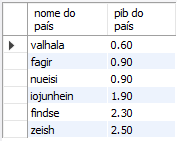 nome do país pib do país
valhala 0.60
fagir 0.90
nueisi 0.90
iojunhein 1.90
findse 2.30
zeish 2.50